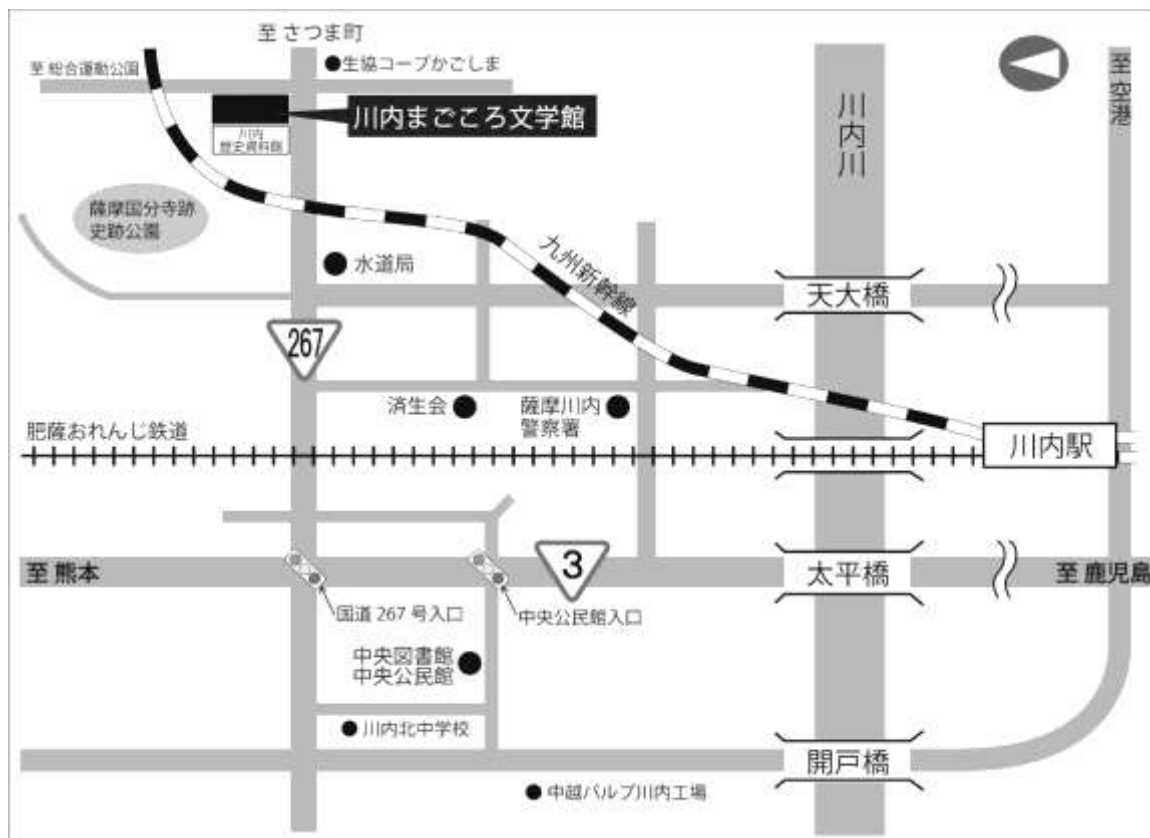 至 さつま町
生協コープかごしま
至 総合運動公園
川内まごころ文学館
川内
歴史資料館
川内川
至 空港
薩摩国分寺跡
史跡公園
水道局
九州新幹線
天大橋
267
済生会
薩摩川内
警察署
肥薩おれんじ鉄道
川内駅
3
至 熊本
太平橋
至 鹿児島
国道 267 号入口
中央公民館入口
中央図書館
中央公民館
川内北中学校
開戸橋
中越パルプ川内工場